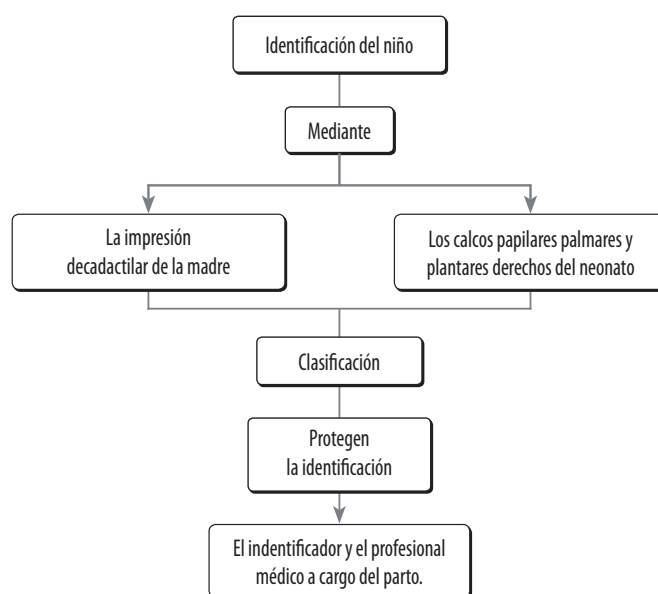 Identificación del niño
Mediante
La impresión
decadactilar de la madre
Los calcos papilares palmares y
plantares derechos del neonato
Clasificación
Protegen
la identificación
El indentificador y el profesional
médico a cargo del parto.